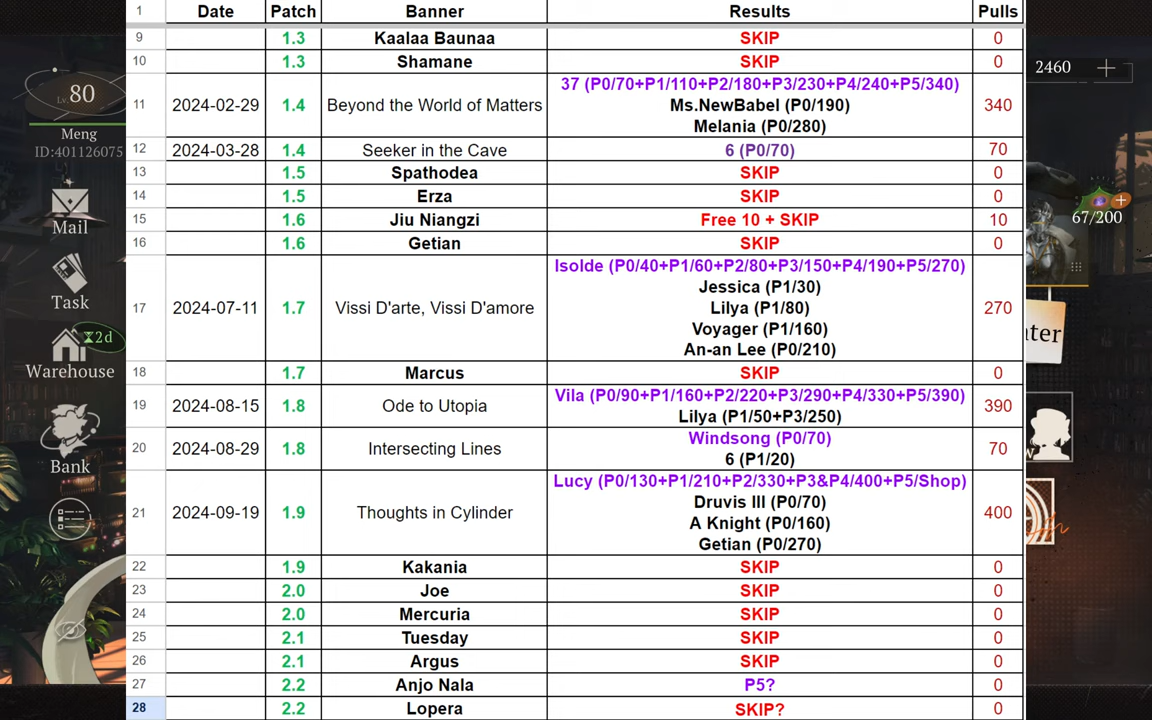 1 Date Patch Banner Results Pulls
9 1.3 Kaalaa Baunaa SKIP 0
10 1.3 Shamane SKIP 0
37 (P0/70+P1/110+P2/180+P3/230+P4/240+P5/340)
11 2024-02-29 1.4 Beyond the World of Matters Ms.NewBabel (P0/190) 340
Melania (P0/280)
12 2024-03-28 1.4 Seeker in the Cave 6 (P0/70) 70
13 1.5 Spathodea SKIP 0
14 1.5 Erza SKIP 0
15 1.6 Jiu Niangzi Free 10 + SKIP 10
16 1.6 Getian SKIP 0
Isolde (P0/40+P1/60+P2/80+P3/150+P4/190+P5/270)
Jessica (P1/30)
17 2024-07-11 1.7 Vissi D'arte, Vissi D'amore Lilya (P1/80) 270
Voyager (P1/160)
An-an Lee (P0/210)
18 1.7 Marcus SKIP 0
Vila (P0/90+P1/160+P2/220+P3/290+P4/330+P5/390)
19 2024-08-15 1.8 Ode to Utopia 390
Lilya (P1/50+P3/250)
Windsong (P0/70)
20 2024-08-29 1.8 Intersecting Lines 70
6 (P1/20)
Lucy (P0/130+P1/210+P2/330+P3&P4/400+P5/Shop)
Druvis III (P0/70)
21 2024-09-19 1.9 Thoughts in Cylinder 400
A Knight (P0/160)
Getian (P0/270)
22 1.9 Kakania SKIP 0
23 2.0 Joe SKIP 0
24 2.0 Mercuria SKIP 0
25 2.1 Tuesday SKIP 0
26 2.1 Argus SKIP 0
27 2.2 Anjo Nala P5? 0
28 2.2 Lopera SKIP? 0
Lv. 80
Meng
ID:401126075
Mail
Task
2d
Warehouse
Bank
2460
67/200